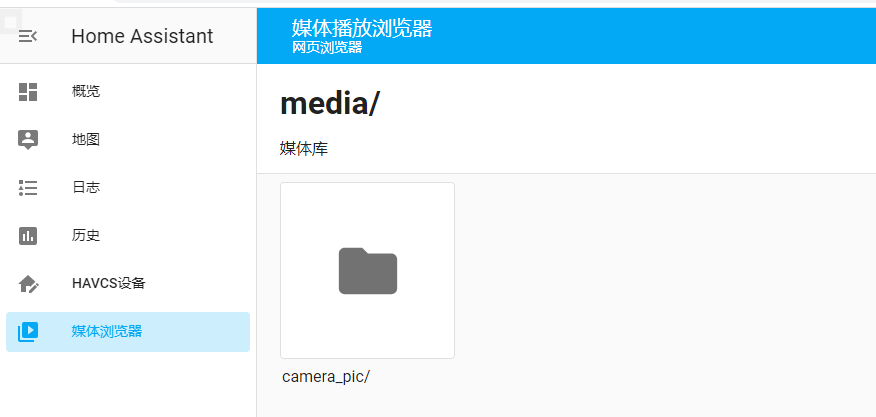 Home Assistant
媒体播放浏览器
网页浏览器
概览
地图
日志
历史
HAVCS设备
媒体浏览器
media/
媒体库
camera_pic/